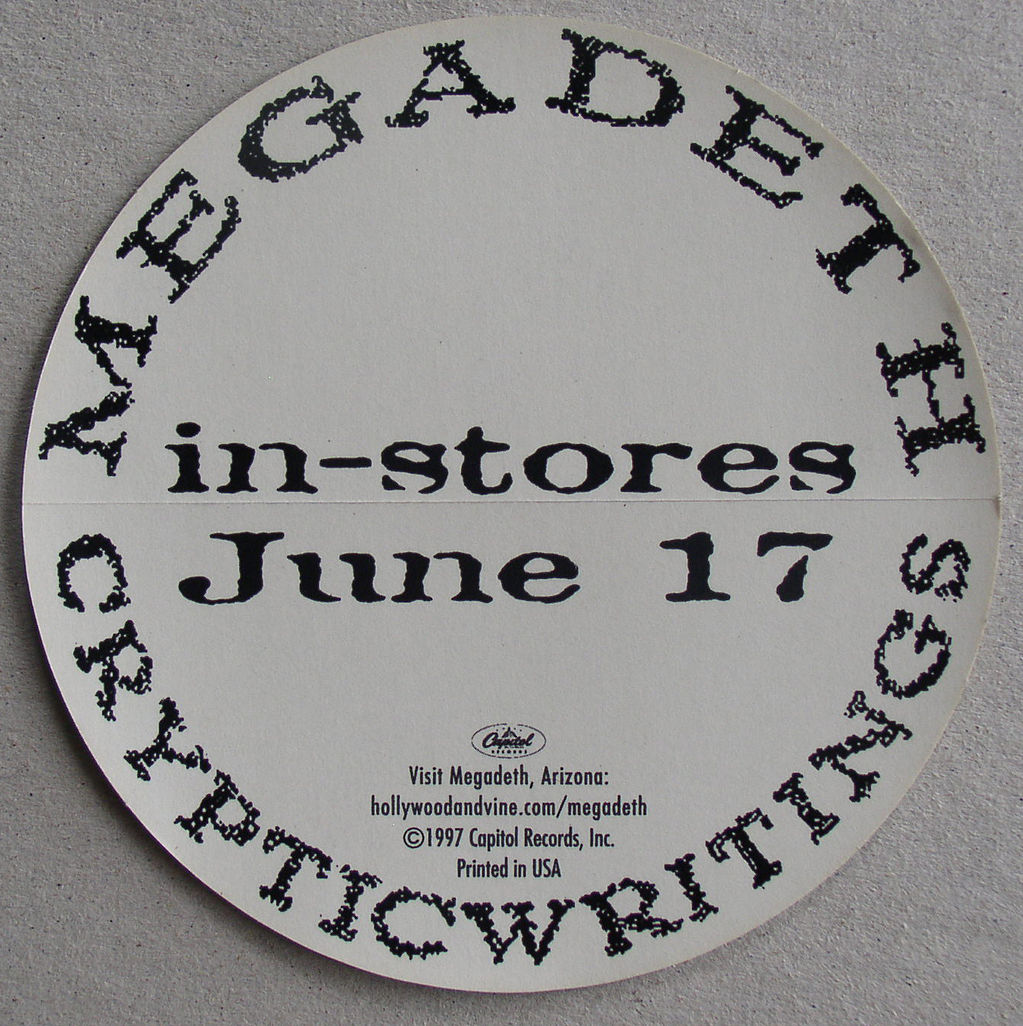 MEGADETH
in-stores
June 17
Capitol
RECORDS
Visit Megadeth, Arizona:
hollywoodandvine.com/megadeth
©1997 Capitol Records, Inc.
Printed in USA
CRYPTICWRITINGS